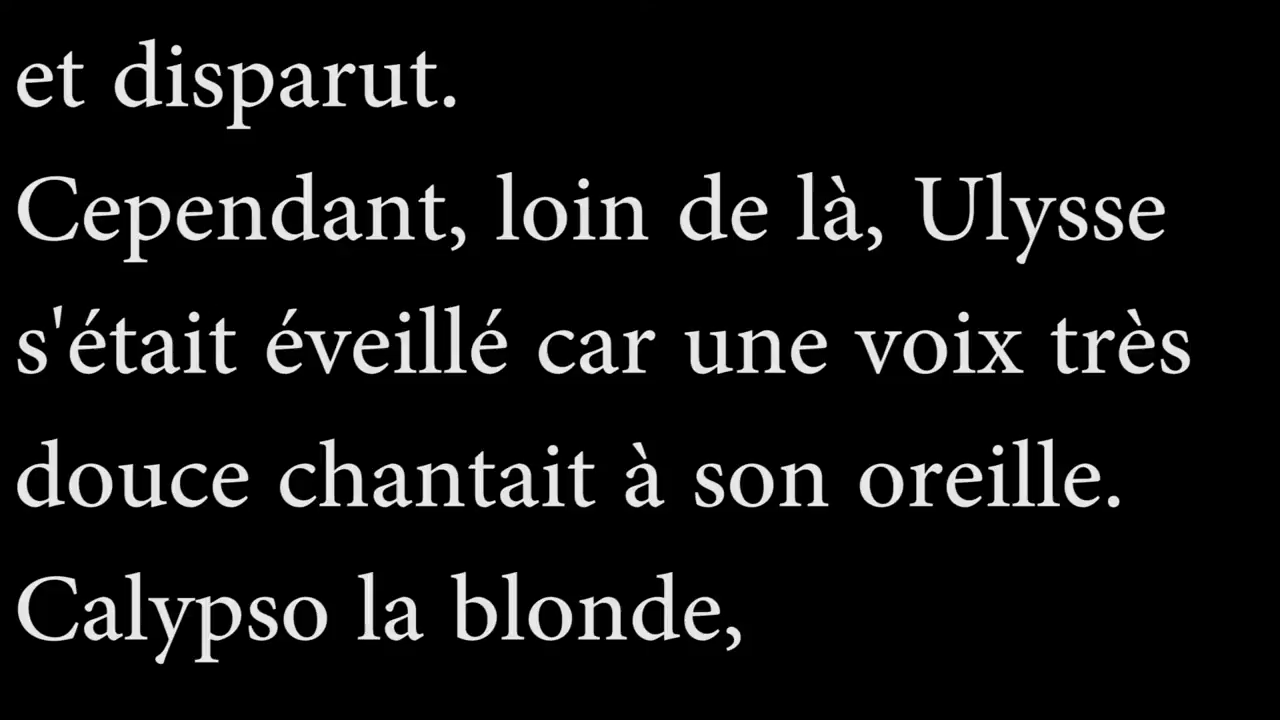 et disparut.
Cependant, loin de là, Ulysse
s'était éveillé car une voix très
douce chantait à son oreille.
Calypso la blonde,